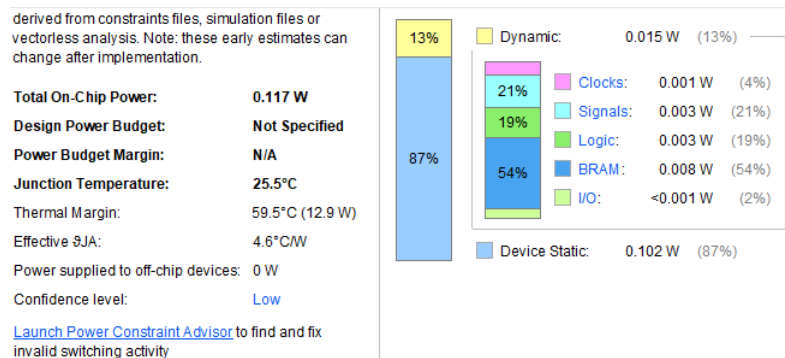 derived from constraints files, simulation files or
vectorless analysis. Note: these early estimates can
change after implementation.
Total On-Chip Power: 0.117 W
Design Power Budget: Not Specified
Power Budget Margin: N/A
Junction Temperature: 25.5°C
Thermal Margin: 59.5°C (12.9 W)
Effective ϑJA: 4.6°C/W
Power supplied to off-chip devices: 0 W
Confidence level: Low
Launch Power Constraint Advisor to find and fix
invalid switching activity
13%
87%
Dynamic: 0.015 W (13%)
21%
19%
54%
Clocks: 0.001 W (4%)
Signals: 0.003 W (21%)
Logic: 0.003 W (19%)
BRAM: 0.008 W (54%)
I/O: <0.001 W (2%)
Device Static: 0.102 W (87%)